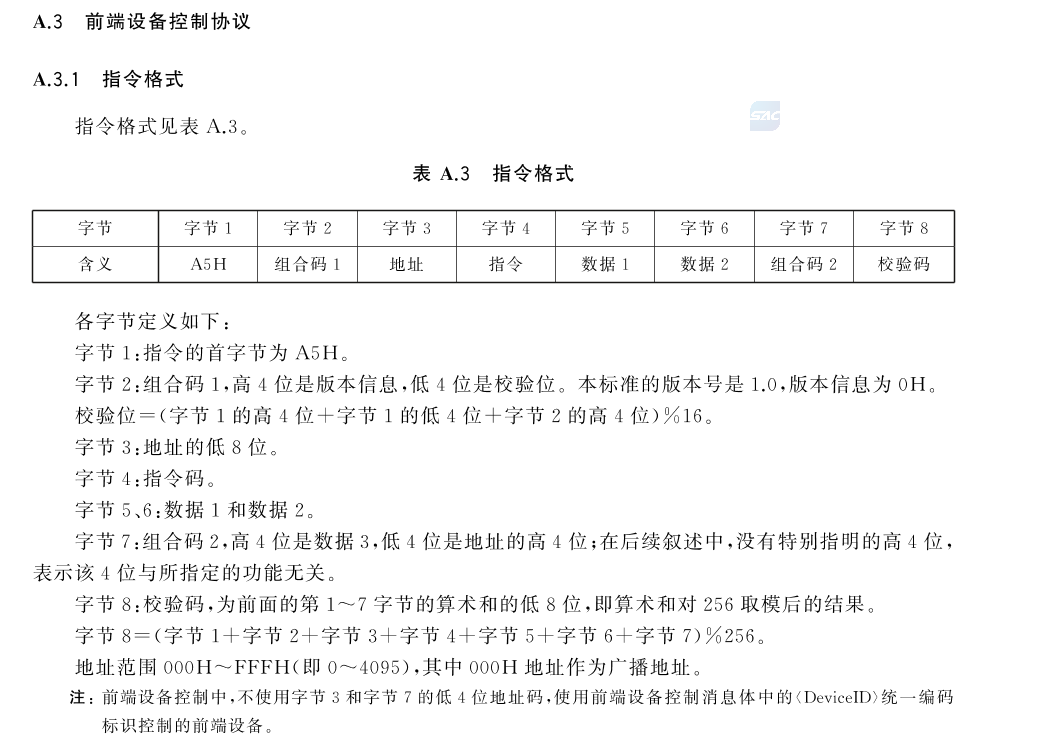 A.3 前端设备控制协议
A.3.1 指令格式
指令格式见表 A.3。
SAC
表 A.3 指令格式
字节 字节 1 字节 2 字节 3 字节 4 字节 5 字节 6 字节 7 字节 8
含义 A5H 组合码 1 地址 指令 数据 1 数据 2 组合码 2 校验码
各字节定义如下:
字节 1:指令的首字节为 A5H。
字节 2:组合码 1,高 4 位是版本信息,低 4 位是校验位。本标准的版本号是 1.0,版本信息为 0H。
校验位=(字节 1 的高 4 位+字节 1 的低 4 位+字节 2 的高 4 位)%16。
字节 3:地址的低 8 位。
字节 4:指令码。
字节 5、6:数据 1 和数据 2。
字节 7:组合码 2,高 4 位是数据 3,低 4 位是地址的高 4 位;在后续叙述中,没有特别指明的高 4 位,
表示该 4 位与所指定的功能无关。
字节 8:校验码,为前面的第 1~7 字节的算术和的低 8 位,即算术和对 256 取模后的结果。
字节 8=(字节 1+字节 2+字节 3+字节 4+字节 5+字节 6+字节 7)%256。
地址范围 000H~FFFH(即 0~4095),其中 000H 地址作为广播地址。
注:前端设备控制中,不使用字节 3 和字节 7 的低 4 位地址码,使用前端设备控制消息体中的〈DeviceID〉统一编码
标识控制的前端设备。